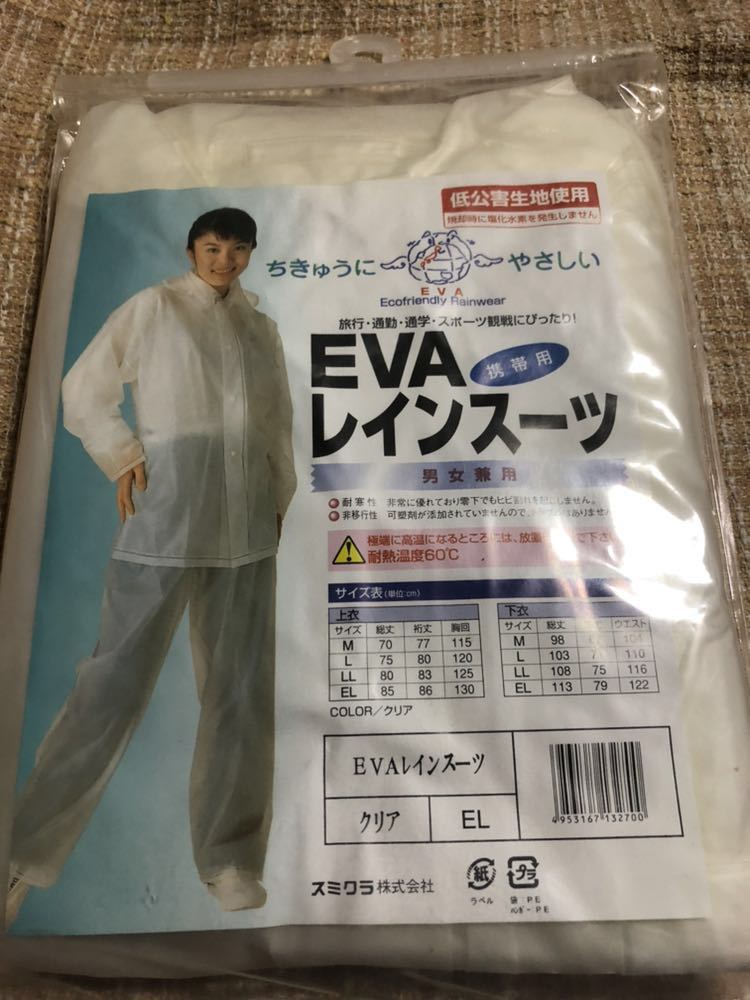 低公害生地使用
焼却時に塩化水素を発生しません
ちきゅうに やさしい
EVA
Ecofriendly Rainwear
旅行・通勤・通学・スポーツ観戦にぴったり!
EVA 携帯用
レインスーツ
男女兼用
●耐寒性 非常に優れており零下でもヒビ割れを起こしません。
●非移行性 可塑剤が添加されていませんので、
極端に高温になるところには、放置
耐熱温度60℃
サイズ表(単位:cm)
上衣
サイズ 総丈 裄丈 胸回
M 70 77 115
L 75 80 120
LL 80 83 125
EL 85 86 130
下衣
サイズ 総丈 ウエスト
M 98 104
L 103 110
LL 108 75 116
EL 113 79 122
COLOR/クリア
EVAレインスーツ
クリア EL
4953167132700
スミクラ株式会社
紙
ラベル
プラ
袋:PE
ハンガー:PE